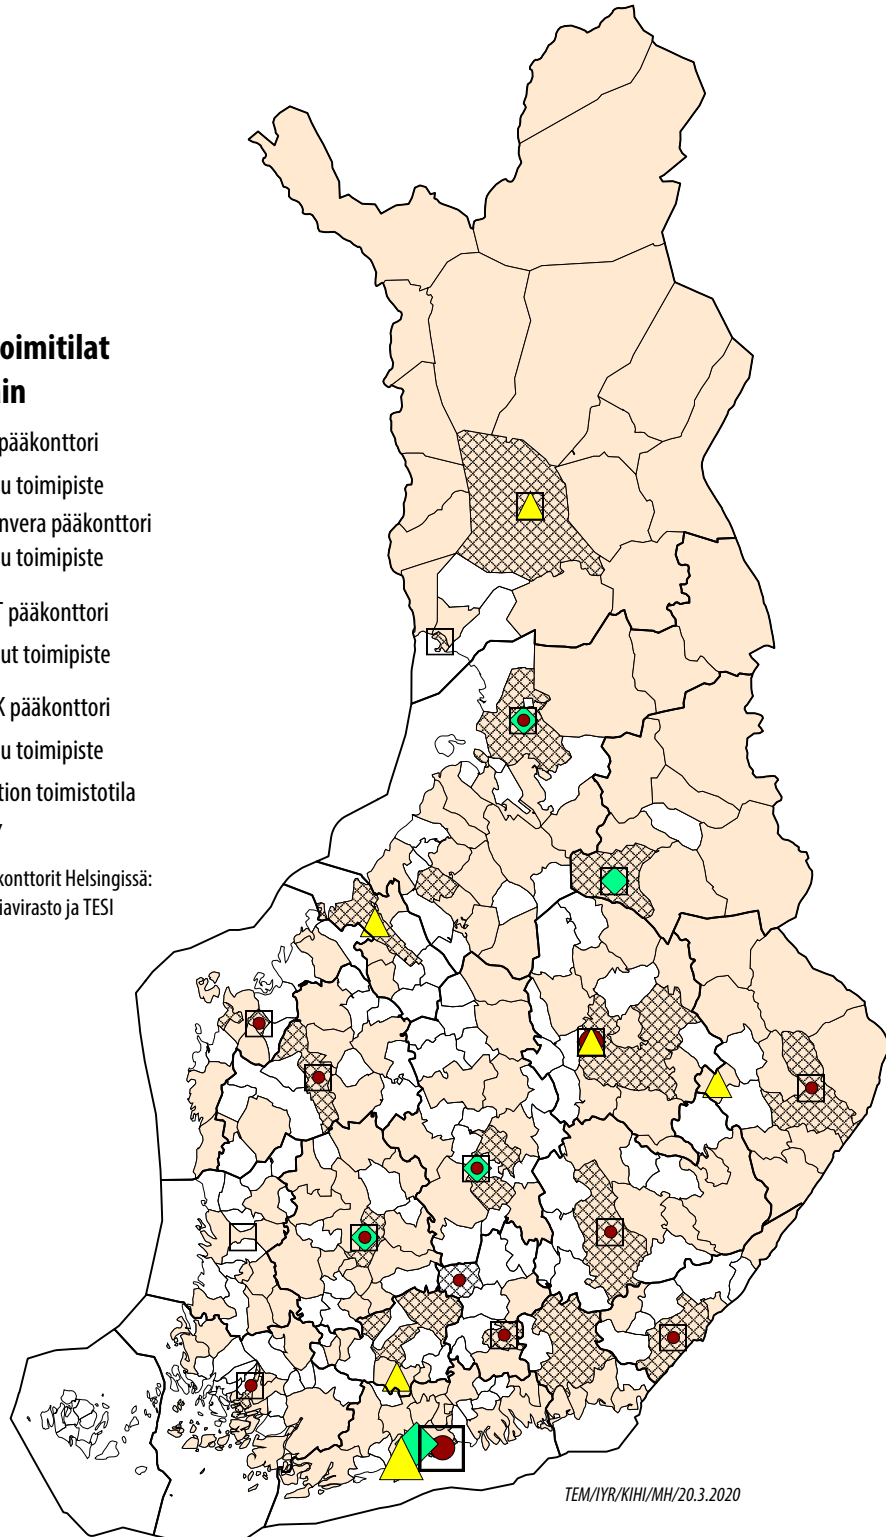 oimitilat
in
pääkonttori
u toimipiste
nvera pääkonttori
u toimipiste
T pääkonttori
ut toimipiste
K pääkonttori
u toimipiste
tion toimistotila
konttorit Helsingissä:
iavirasto ja TESI
TEM/IYR/KIHI/MH/20.3.2020